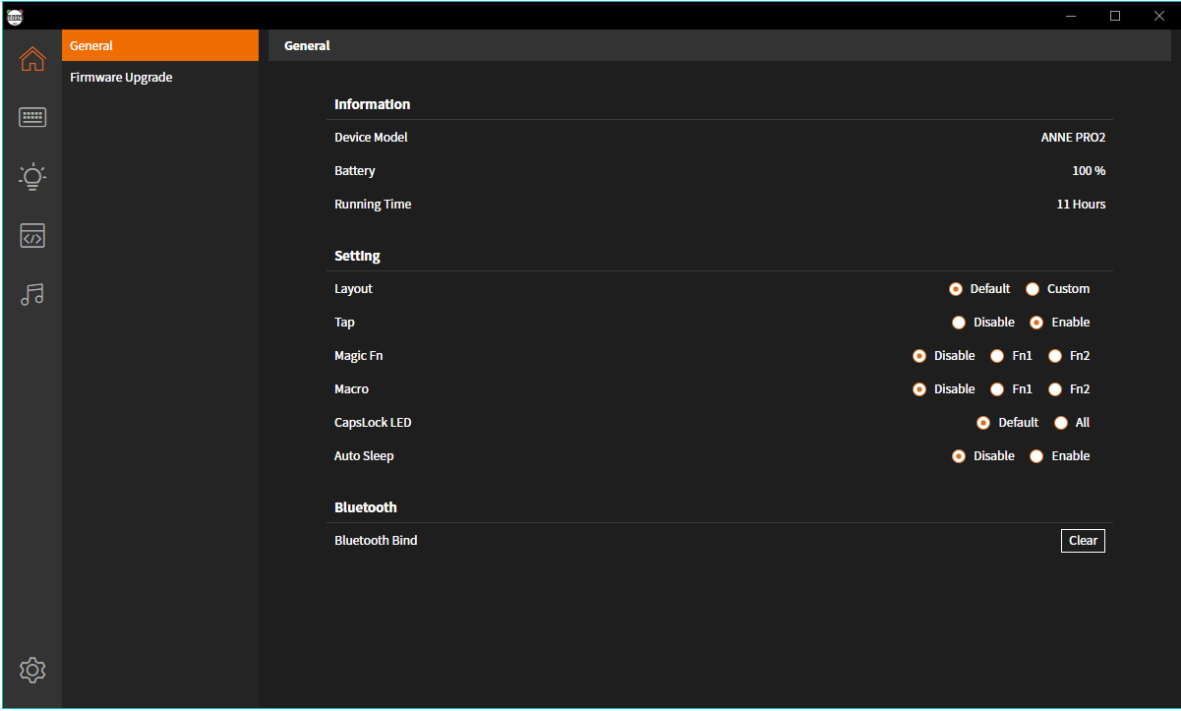 General
General
Firmware Upgrade
Information
Device Model ANNE PRO2
Battery 100 %
Running Time 11 Hours
Setting
Layout Default Custom
Tap Disable Enable
Magic Fn Disable Fn1 Fn2
Macro Disable Fn1 Fn2
CapsLock LED Default All
Auto Sleep Disable Enable
Bluetooth
Bluetooth Bind Clear